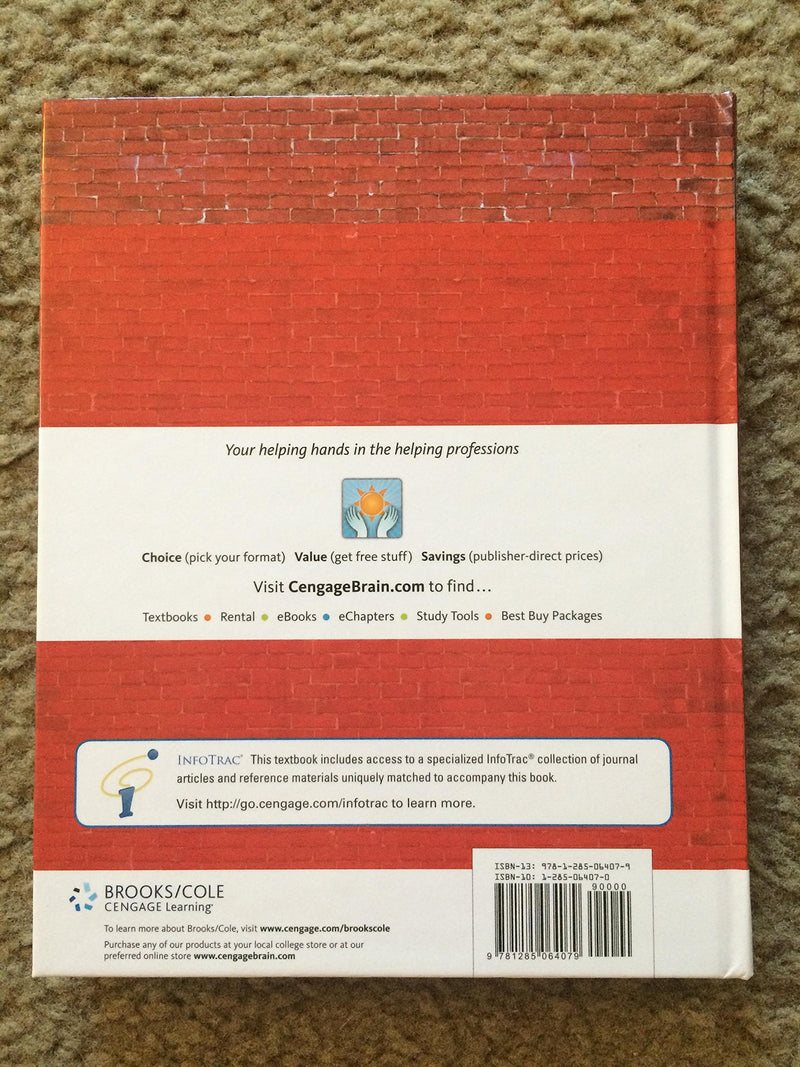 Your helping hands in the helping professions
Choice (pick your format) Value (get free stuff) Savings (publisher-direct prices)
Visit CengageBrain.com to find...
Textbooks • Rental • eBooks • eChapters • Study Tools • Best Buy Packages
INFOTRAC® This textbook includes access to a specialized InfoTrac® collection of journal
articles and reference materials uniquely matched to accompany this book.
Visit http://go.cengage.com/infotrac to learn more.
ISBN-13: 978-1-285-06407-9
ISBN-10: 1-285-06407-0
90000
9 781285 064079
BROOKS/COLE
CENGAGE Learning™
To learn more about Brooks/Cole, visit www.cengage.com/brookscole
Purchase any of our products at your local college store or at our
preferred online store www.cengagebrain.com